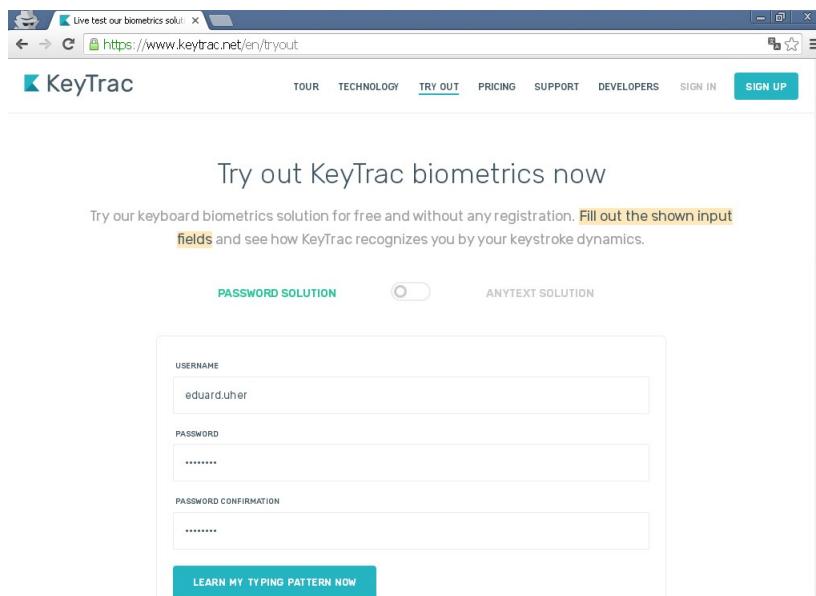 Live test our biometrics soluti
https://www.keytrac.net/en/tryout
KeyTrac
TOUR TECHNOLOGY TRY OUT PRICING SUPPORT DEVELOPERS SIGN IN SIGN UP
Try out KeyTrac biometrics now
Try our keyboard biometrics solution for free and without any registration. Fill out the shown input
fields and see how KeyTrac recognizes you by your keystroke dynamics.
PASSWORD SOLUTION ANYTEXT SOLUTION
USERNAME
eduard.uher
PASSWORD
••••••••
PASSWORD CONFIRMATION
••••••••
LEARN MY TYPING PATTERN NOW